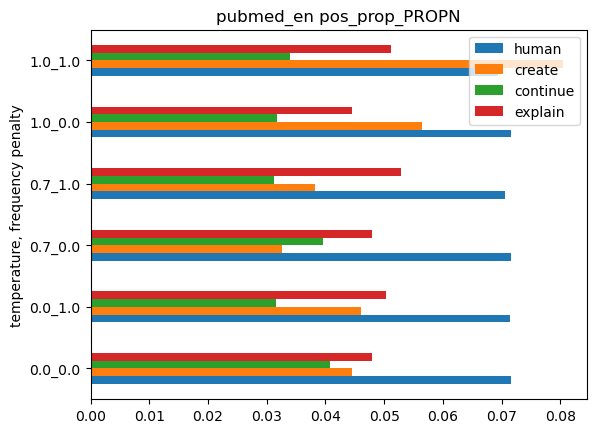 pubmed_en pos_prop_PROPN
temperature, frequency penalty
1.0_1.0
1.0_0.0
0.7_1.0
0.7_0.0
0.0_1.0
0.0_0.0
human
create
continue
explain
0.00 0.01 0.02 0.03 0.04 0.05 0.06 0.07 0.08